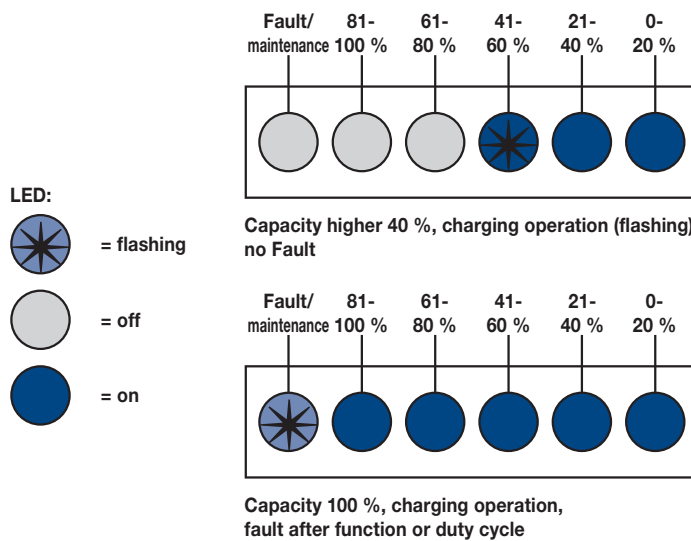 Fault/ 81- 61- 41- 21- 0-
maintenance 100 % 80 % 60 % 40 % 20 %
LED:
= flashing
= off
= on
Capacity higher 40 %, charging operation (flashing)
no Fault
Fault/ 81- 61- 41- 21- 0-
maintenance 100 % 80 % 60 % 40 % 20 %
Capacity 100 %, charging operation,
fault after function or duty cycle